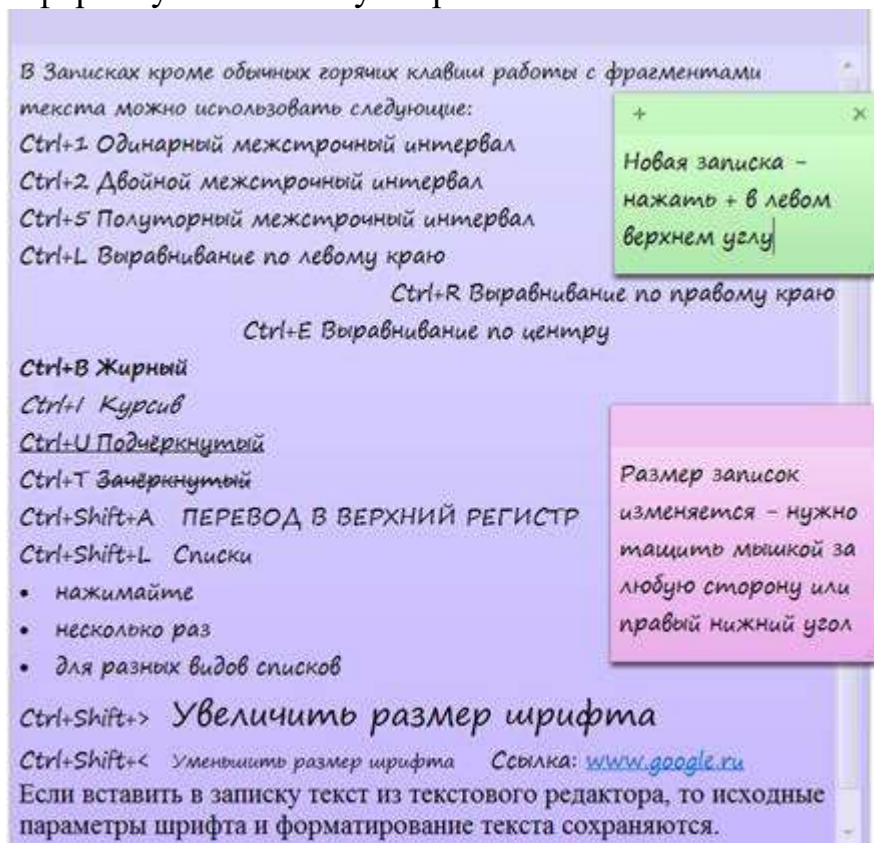 В Записках кроме обычных горячих клавиш работы с фрагментами
текста можно использовать следующие:
Ctrl+1 Одинарный межстрочный интервал
Ctrl+2 Двойной межстрочный интервал
Ctrl+5 Полуторный межстрочный интервал
Ctrl+L Выравнивание по левому краю
Ctrl+R Выравнивание по правому краю
Ctrl+E Выравнивание по центру
Ctrl+B Жирный
Ctrl+I Курсив
Ctrl+U Подчёркнутый
Ctrl+T Зачёркнутый
Ctrl+Shift+A ПЕРЕВОД В ВЕРХНИЙ РЕГИСТР
Ctrl+Shift+L Списки
• нажимайте
• несколько раз
• для разных видов списков
Ctrl+Shift+> Увеличить размер шрифта
Ctrl+Shift+< Уменьшить размер шрифта Ссылка: www.google.ru
Если вставить в записку текст из текстового редактора, то исходные
параметры шрифта и форматирование текста сохраняются.
+ ×
Новая записка -
нажать + в левом
верхнем углу
Размер записок
изменяется - нужно
тащить мышкой за
любую сторону или
правый нижний угол